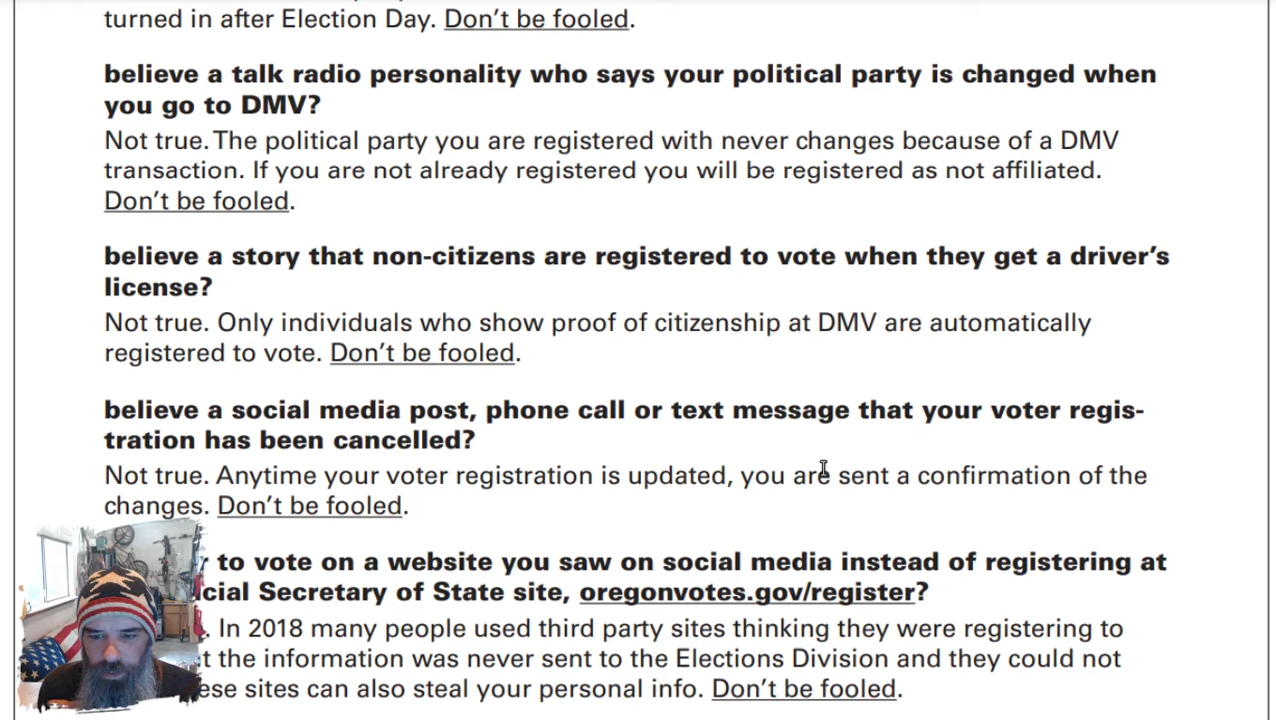 turned in after Election Day. Don't be fooled.
believe a talk radio personality who says your political party is changed when
you go to DMV?
Not true. The political party you are registered with never changes because of a DMV
transaction. If you are not already registered you will be registered as not affiliated.
Don't be fooled.
believe a story that non-citizens are registered to vote when they get a driver's
license?
Not true. Only individuals who show proof of citizenship at DMV are automatically
registered to vote. Don't be fooled.
believe a social media post, phone call or text message that your voter regis-
tration has been cancelled?
Not true. Anytime your voter registration is updated, you are sent a confirmation of the
changes. Don't be fooled.
to vote on a website you saw on social media instead of registering at
cial Secretary of State site, oregonvotes.gov/register?
. In 2018 many people used third party sites thinking they were registering to
t the information was never sent to the Elections Division and they could not
ese sites can also steal your personal info. Don't be fooled.